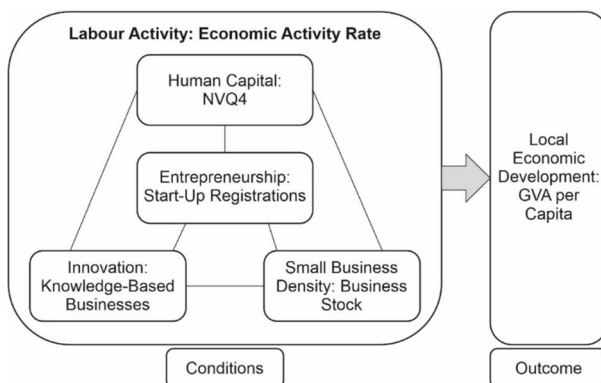 Labour Activity: Economic Activity Rate
Human Capital:
NVQ4
Entrepreneurship:
Start-Up Registrations
Innovation:
Knowledge-Based
Businesses
Small Business
Density: Business
Stock
Local
Economic
Development:
GVA per
Capita
Conditions
Outcome